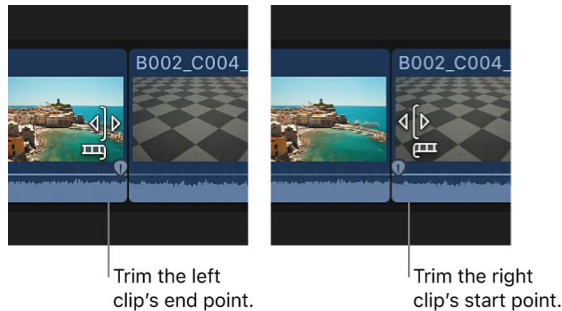 B002_C004_
B002_C004_
Trim the left
clip's end point.
Trim the right
clip's start point.